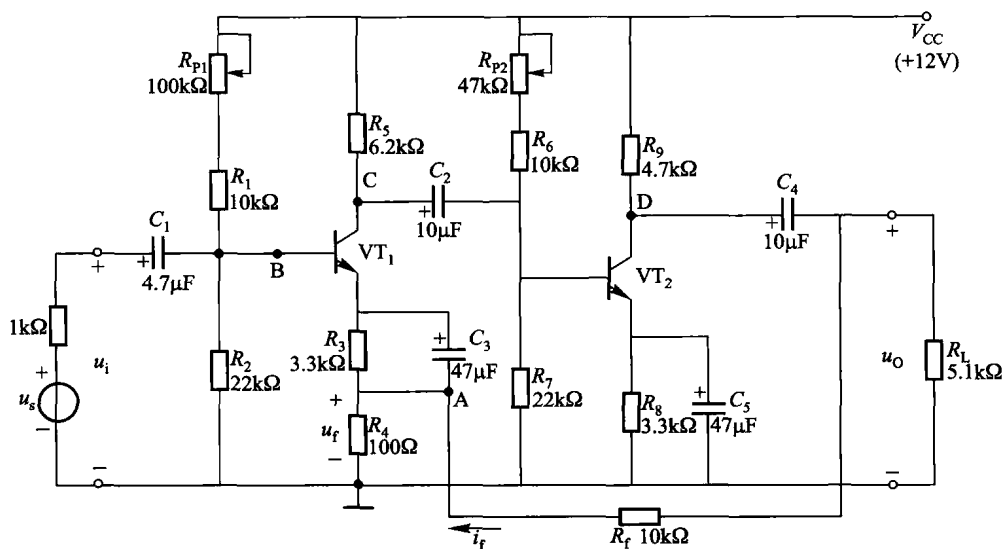 V_CC
(+12V)
R_P1
100kΩ
R_P2
47kΩ
R_5
6.2kΩ
R_6
10kΩ
R_9
4.7kΩ
R_1
10kΩ
C
C_2
+
10μF
D
C_4
+
10μF
C_1
+
4.7μF
B
VT_1
VT_2
+
+
1kΩ
u_i
R_2
22kΩ
R_3
3.3kΩ
+
C_3
47μF
A
R_7
22kΩ
R_8
3.3kΩ
+
C_5
47μF
u_O
R_L
5.1kΩ
+
u_s
−
+
u_f
−
R_4
100Ω
−
−
i_f
R_f 10kΩ